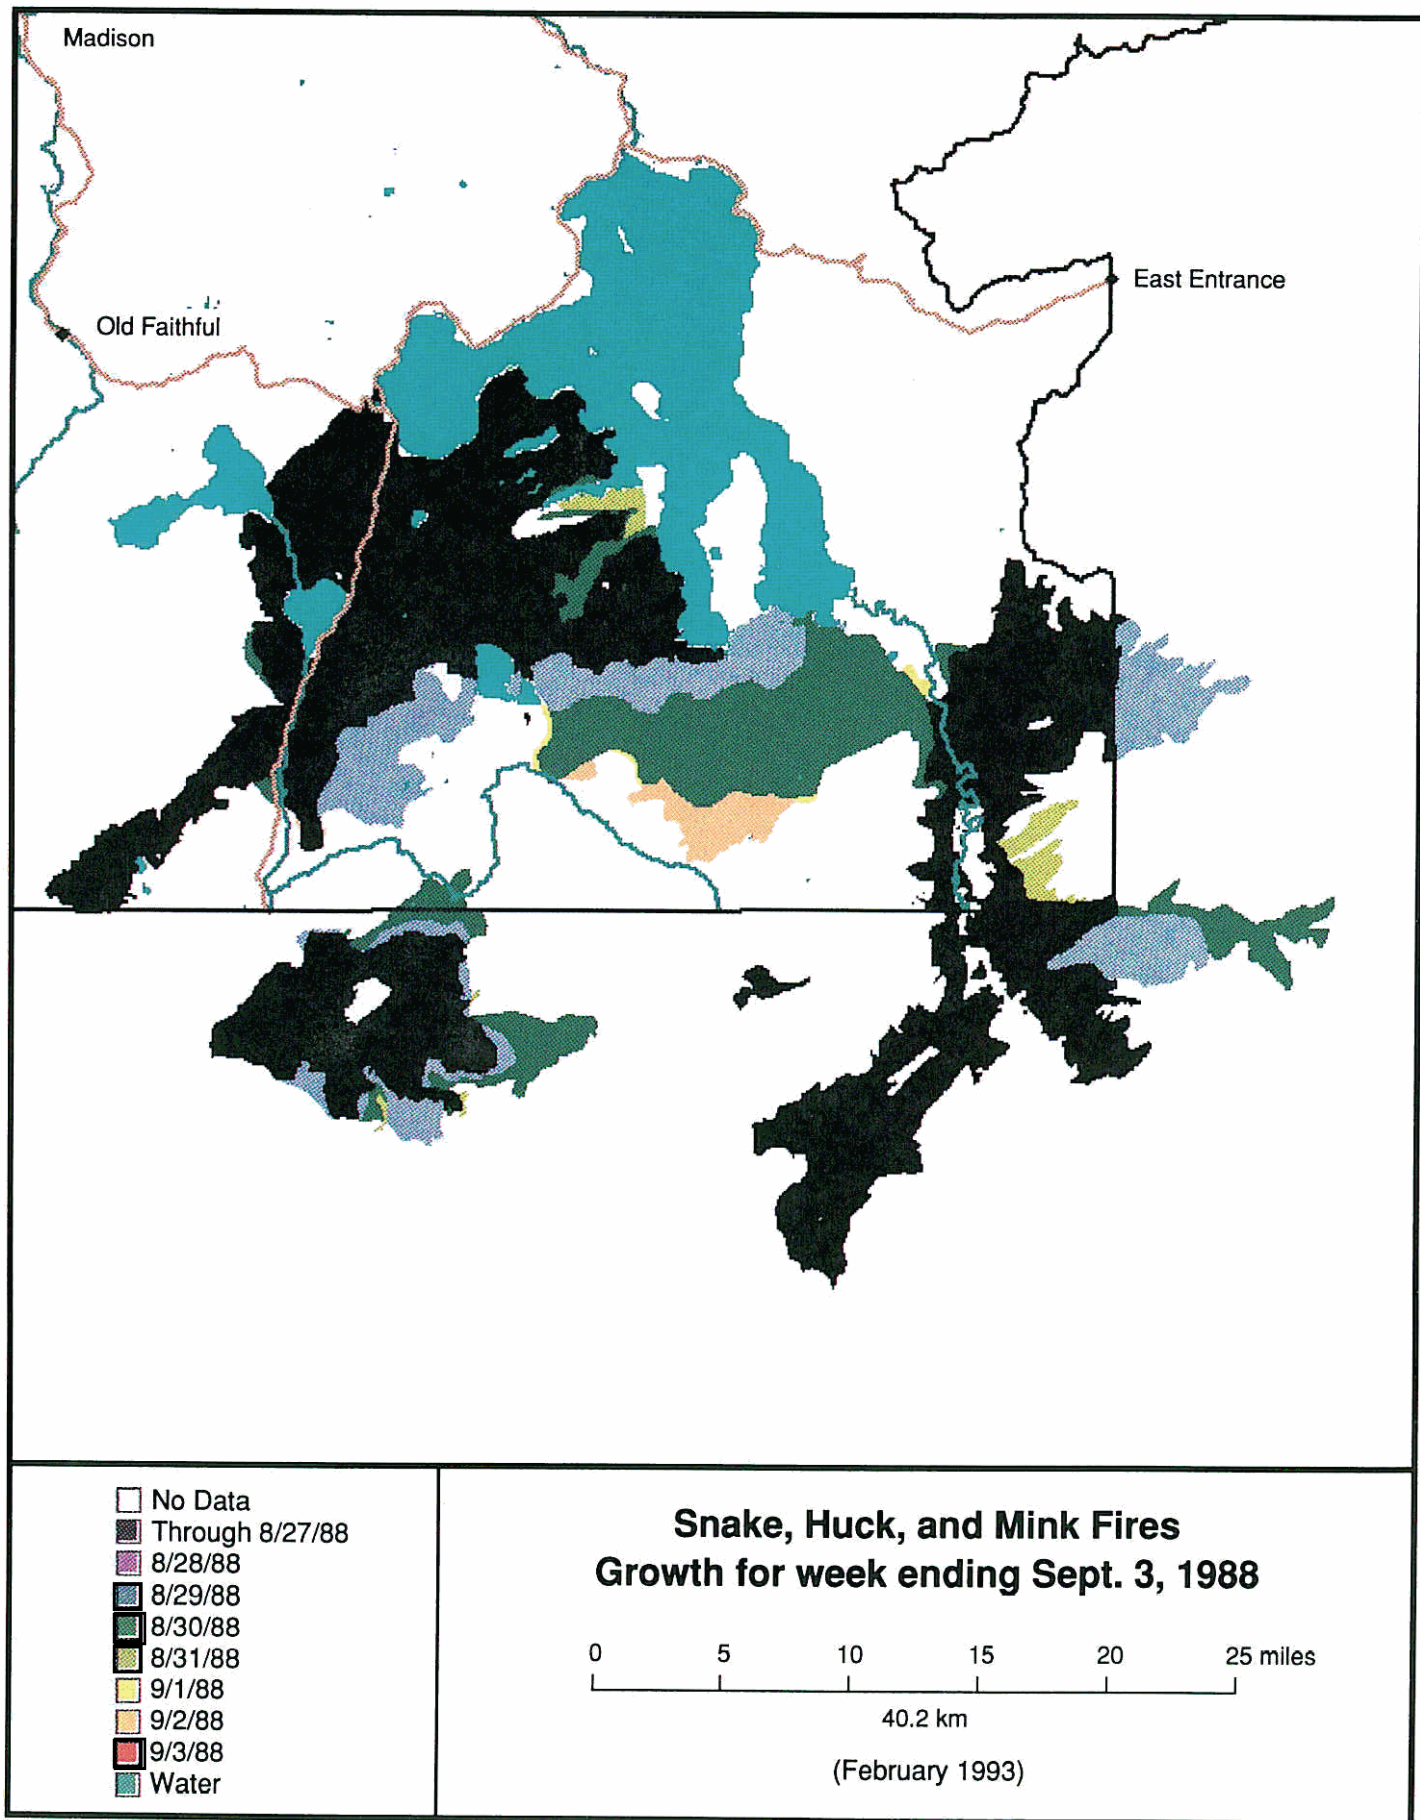 Madison
East Entrance
Old Faithful
No Data
Through 8/27/88
8/28/88
8/29/88
8/30/88
8/31/88
9/1/88
9/2/88
9/3/88
Water
Snake, Huck, and Mink Fires
Growth for week ending Sept. 3, 1988
0 5 10 15 20 25 miles
40.2 km
(February 1993)